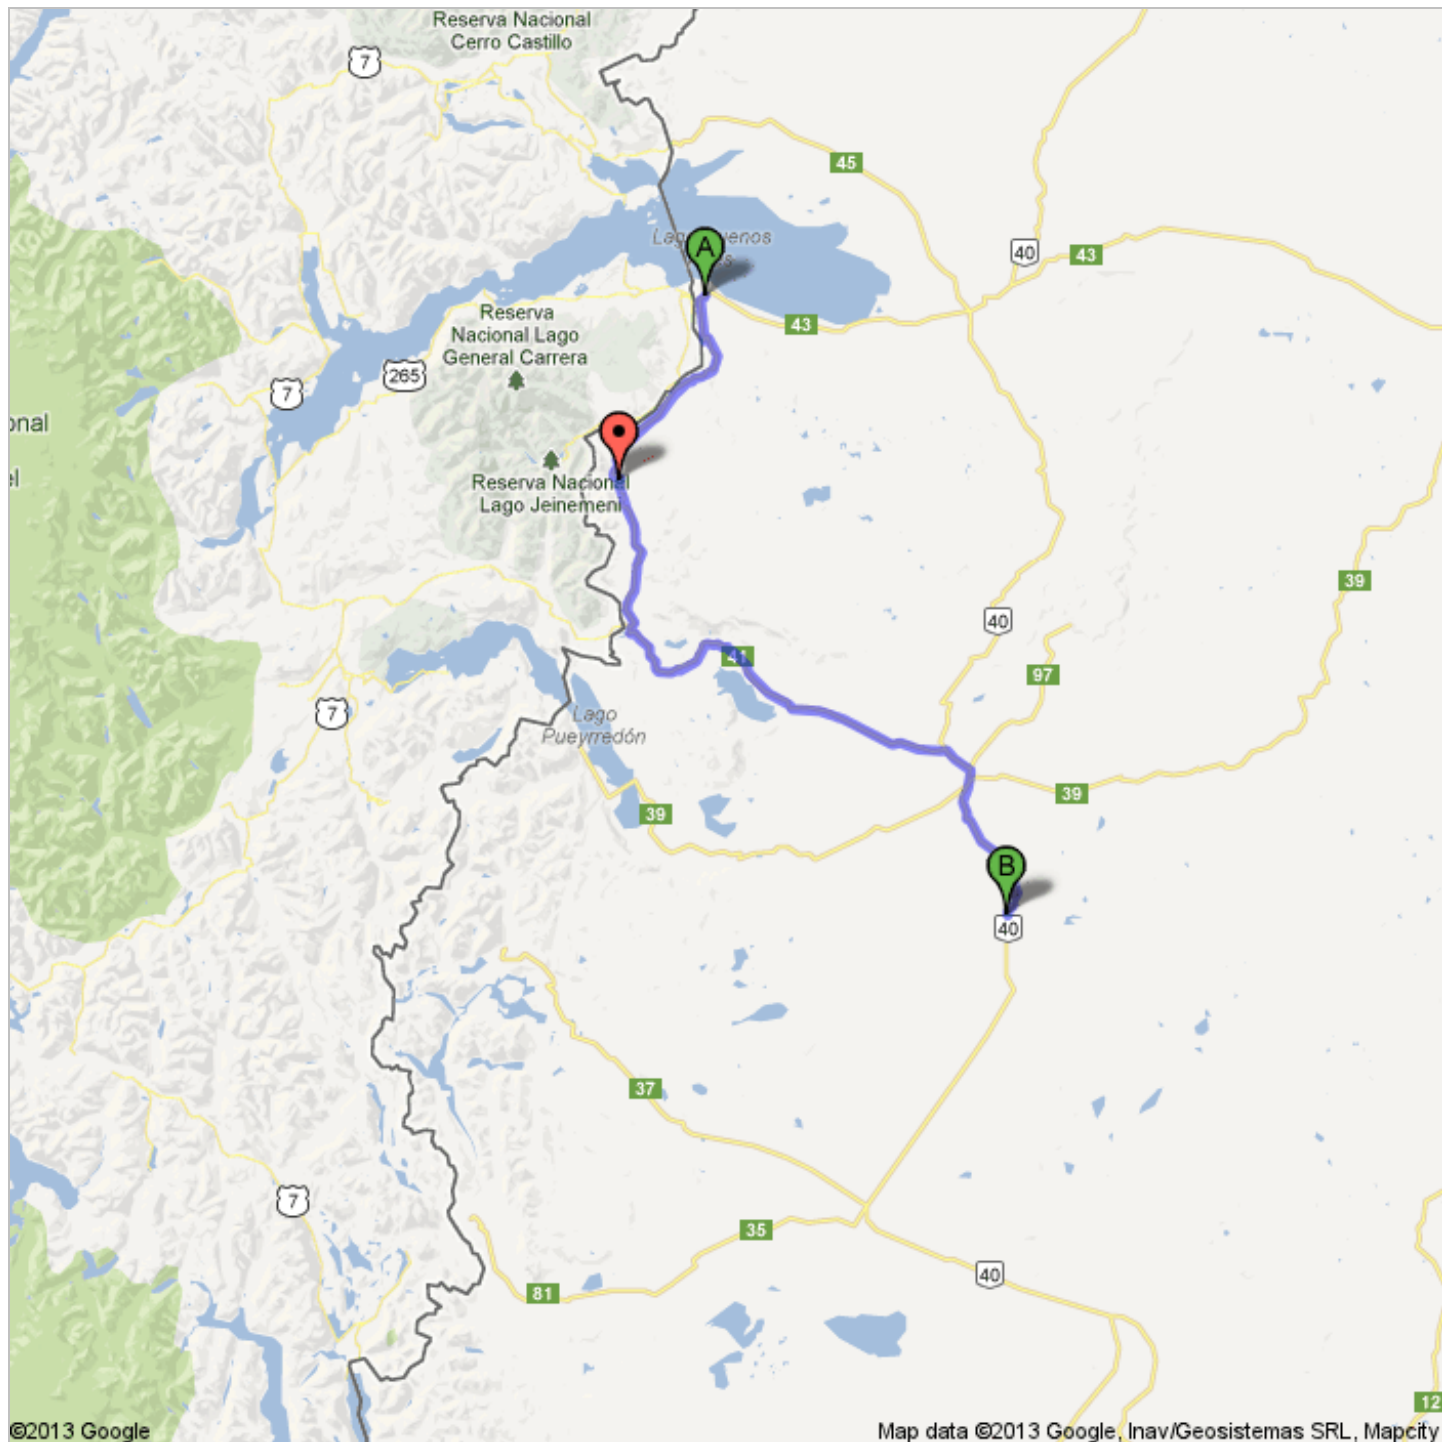 Reserva Nacional
Cerro Castillo
7
45
40
43
A
Reserva
Nacional Lago
General Carrera
43
265
7
onal
el
Reserva Nacional
Lago Jeinemeni
39
40
41
97
7
Lago
Pueyrredón
39
39
B
40
37
7
35
40
81
12
©2013 Google
Map data ©2013 Google, Inav/Geosistemas SRL, Mapcity